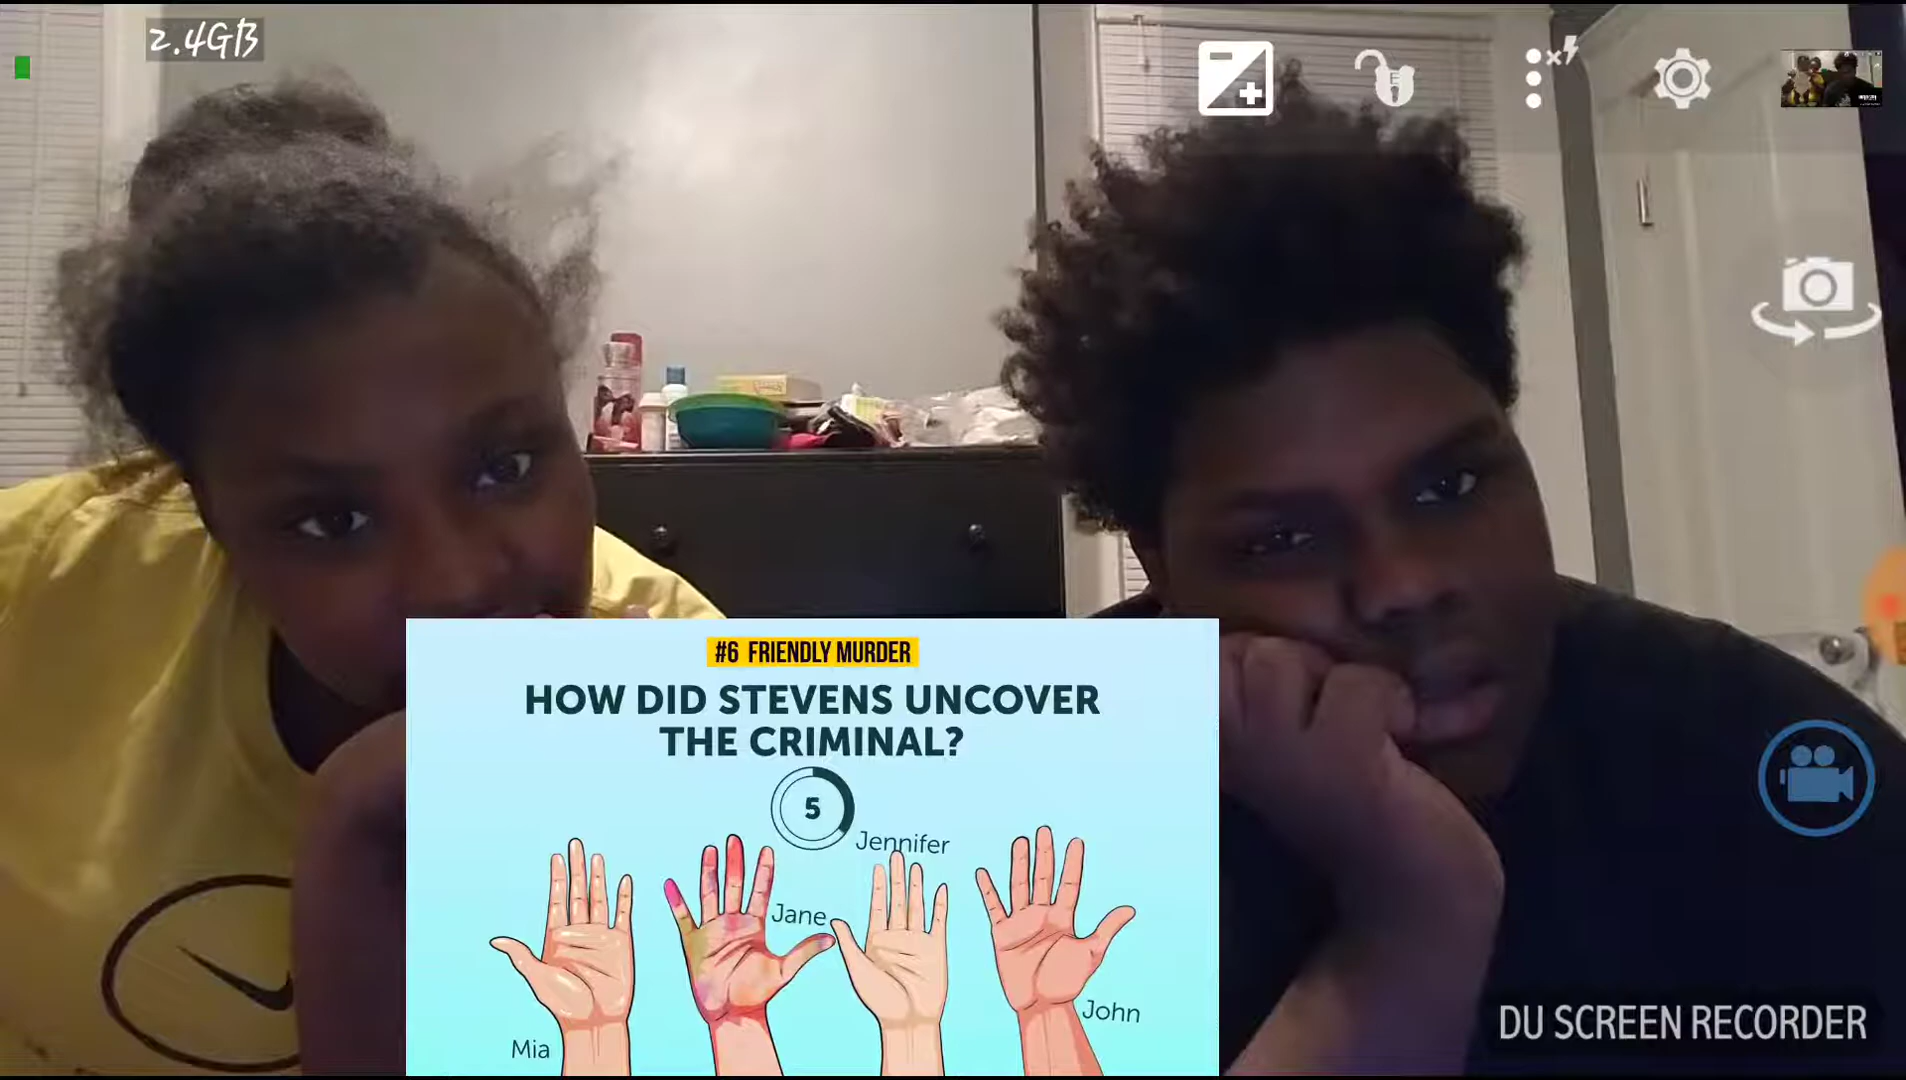 2.4GB
#6 FRIENDLY MURDER
HOW DID STEVENS UNCOVER
THE CRIMINAL?
5
Jennifer
Jane
John
Mia
DU SCREEN RECORDER